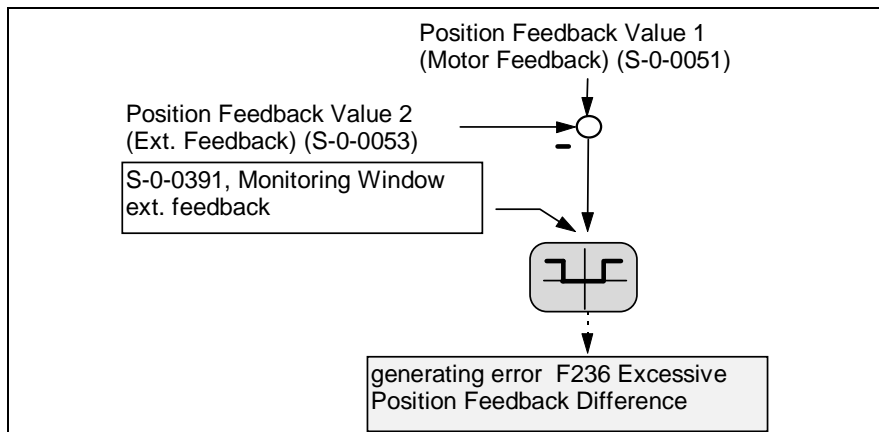 Position Feedback Value 1
(Motor Feedback) (S-0-0051)
Position Feedback Value 2
(Ext. Feedback) (S-0-0053)
S-0-0391, Monitoring Window
ext. feedback
generating error  F236 Excessive
Position Feedback Difference